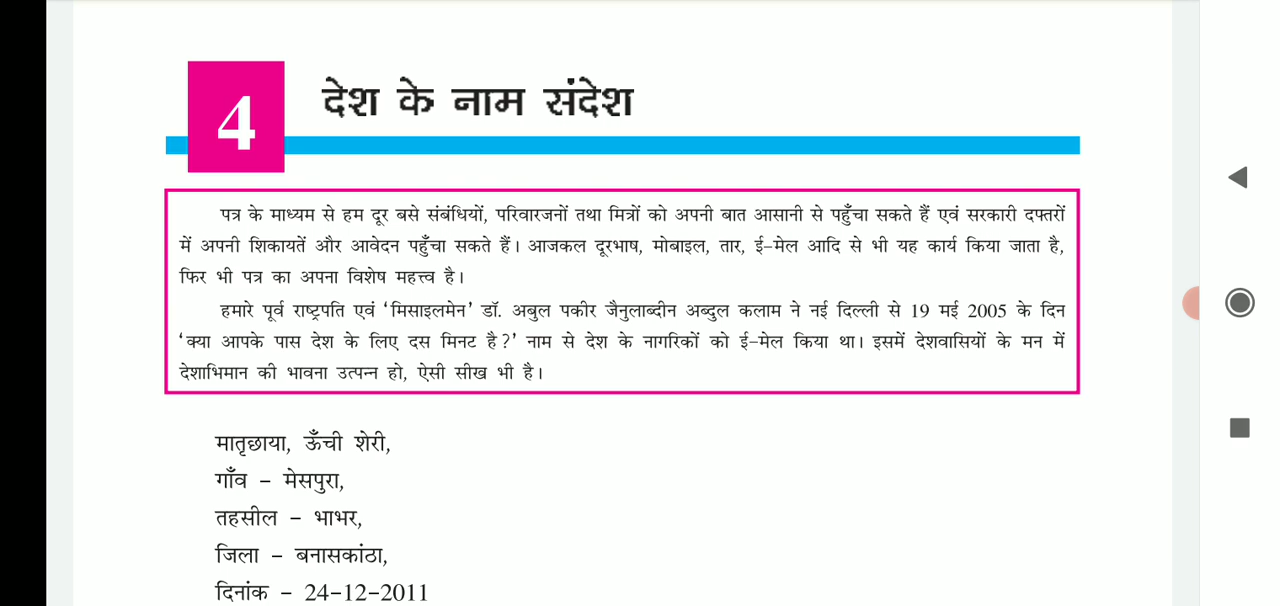 4
देश के नाम संदेश
पत्र के माध्यम से हम दूर बसे संबंधियों, परिवारजनों तथा मित्रों को अपनी बात आसानी से पहुँचा सकते हैं एवं सरकारी दफ्तरों
में अपनी शिकायतें और आवेदन पहुँचा सकते हैं। आजकल दूरभाष, मोबाइल, तार, ई-मेल आदि से भी यह कार्य किया जाता है,
फिर भी पत्र का अपना विशेष महत्त्व है।
हमारे पूर्व राष्ट्रपति एवं ‘मिसाइलमेन’ डॉ. अबुल पकीर जैनुलाब्दीन अब्दुल कलाम ने नई दिल्ली से 19 मई 2005 के दिन
‘क्या आपके पास देश के लिए दस मिनट है?’ नाम से देश के नागरिकों को ई-मेल किया था। इसमें देशवासियों के मन में
देशाभिमान की भावना उत्पन्न हो, ऐसी सीख भी है।
मातृछाया, ऊँची शेरी,
गाँव - मेसपुरा,
तहसील - भाभर,
जिला - बनासकांठा,
दिनांक - 24-12-2011